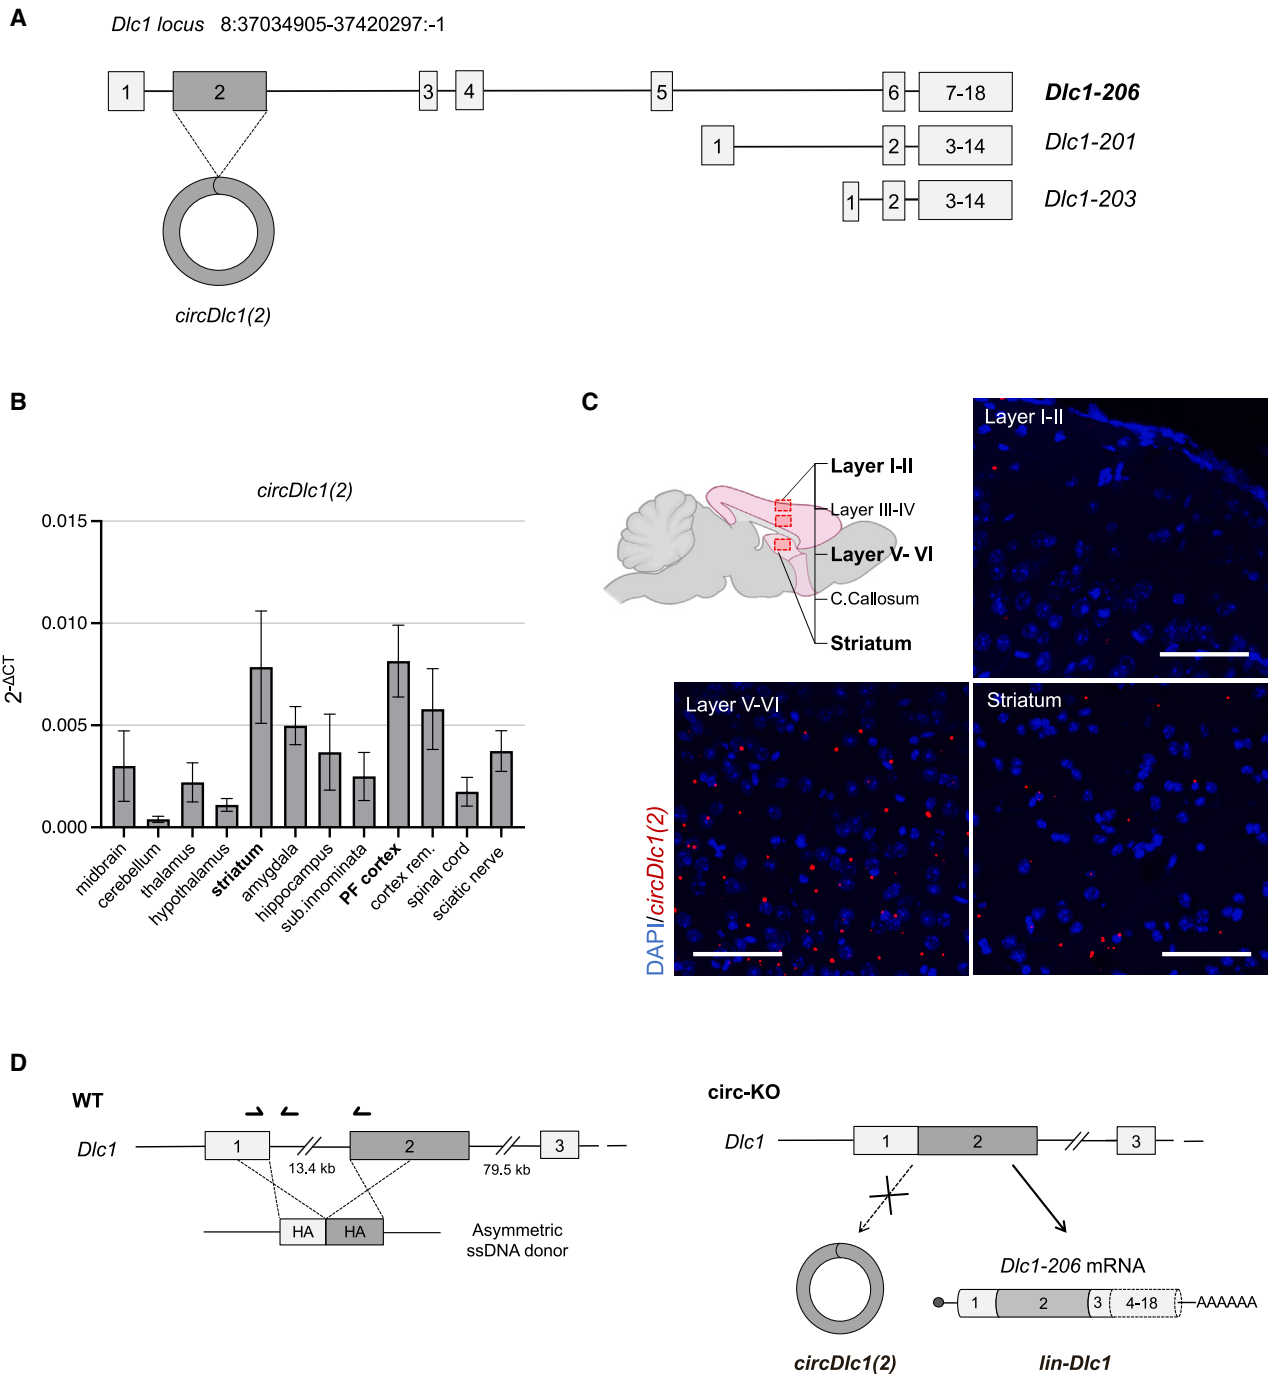 A
Dlc1 locus 8:37034905-37420297:-1
1 2 3 4 5 6 7-18 Dlc1-206
1 2 3-14 Dlc1-201
1 2 3-14 Dlc1-203
circDlc1(2)
B
circDlc1(2)
2-ΔCT
0.015
0.010
0.005
0.000
midbrain
cerebellum
thalamus
hypothalamus
striatum
amygdala
hippocampus
sub.innominata
PF cortex
cortex rem.
spinal cord
sciatic nerve
C
Layer I-II
Layer III-IV
Layer V- VI
C.Callosum
Striatum
Layer I-II
Layer V-VI
Striatum
DAPI/circDlc1(2)
D
WT
Dlc1 1 2 3
13.4 kb 79.5 kb
HA HA
Asymmetric
ssDNA donor
circ-KO
Dlc1 1 2 3
Dlc1-206 mRNA
1 2 3 4-18 AAAAAA
circDlc1(2) lin-Dlc1